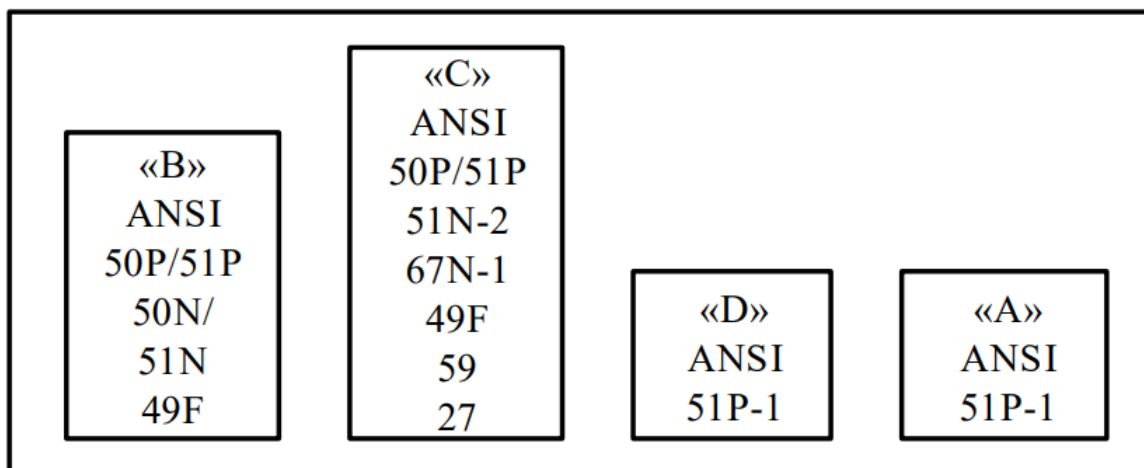 «B»
ANSI
50P/51P
50N/
51N
49F
«C»
ANSI
50P/51P
51N-2
67N-1
49F
59
27
«D»
ANSI
51P-1
«A»
ANSI
51P-1